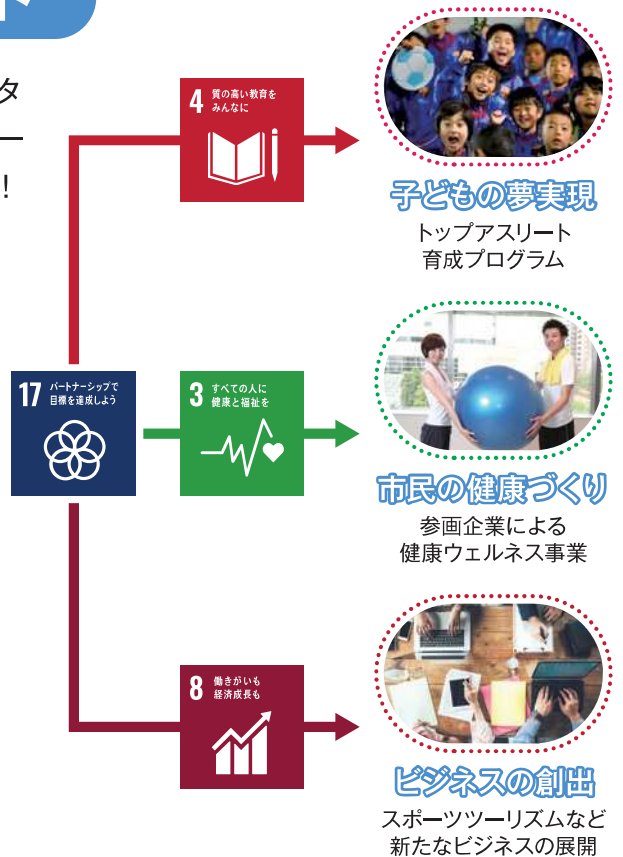 タ
ー
！
4 質の高い教育を
みんなに
子どもの夢実現
トップアスリート
育成プログラム
17 パートナーシップで
目標を達成しよう
3 すべての人に
健康と福祉を
市民の健康づくり
参画企業による
健康ウェルネス事業
8 働きがいも
経済成長も
ビジネスの創出
スポーツツーリズムなど
新たなビジネスの展開